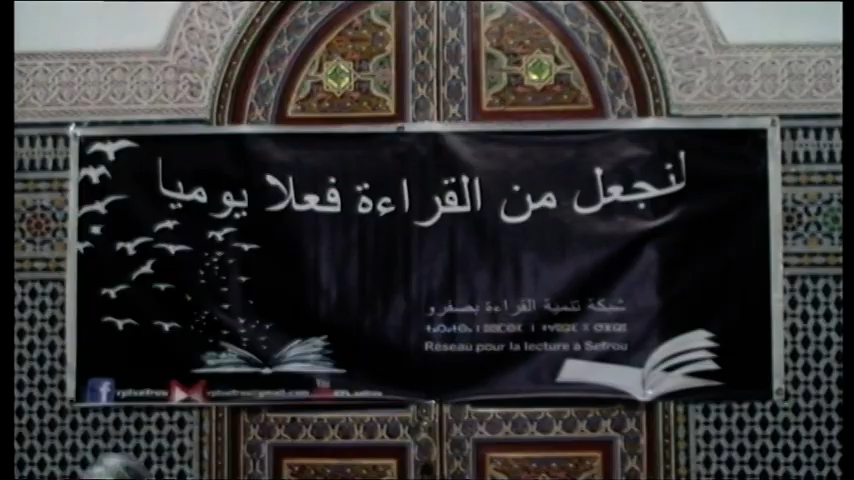 لنجعل من القراءة فعلا يوميا
شبكة تنمية القراءة بصفرو
Réseau pour la lecture à Sefrou